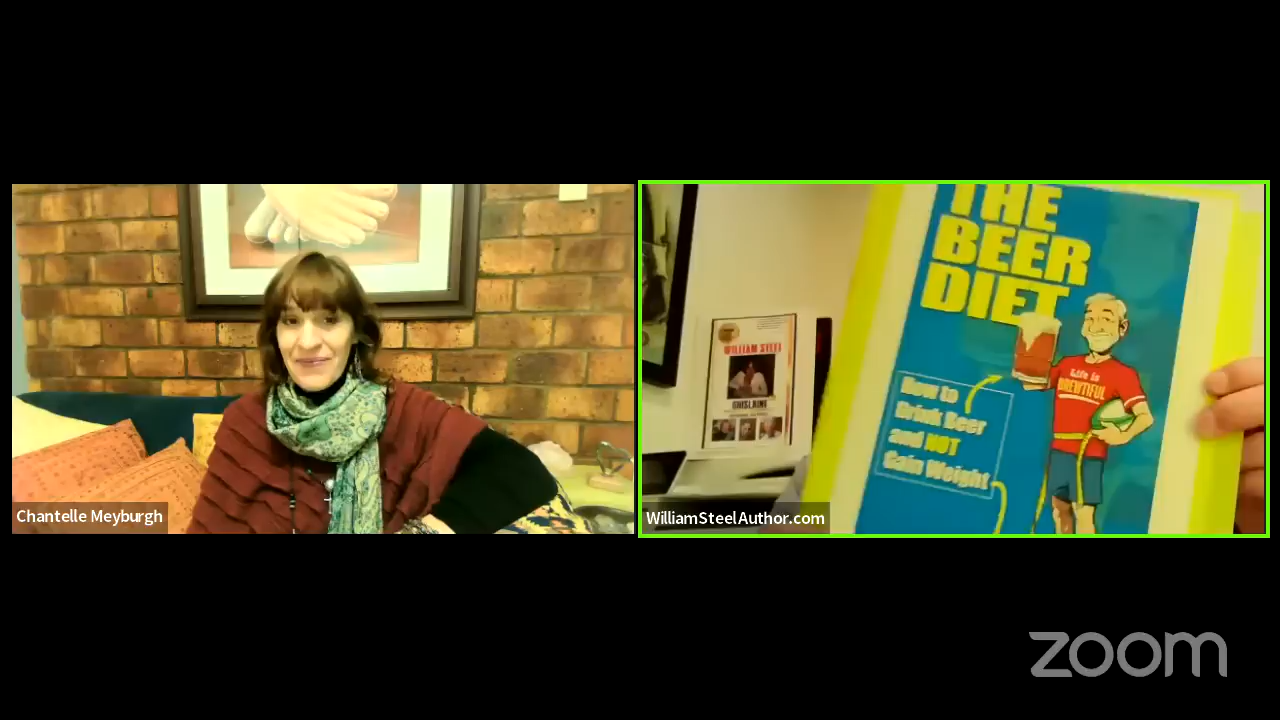 THE
BEER
DIET
Life is
BREWTIFUL
How to
Drink Beer
and NOT
Gain Weight
WILLIAM STEEL
GHISLAINE
Chantelle Meyburgh
WilliamSteelAuthor.com
zoom